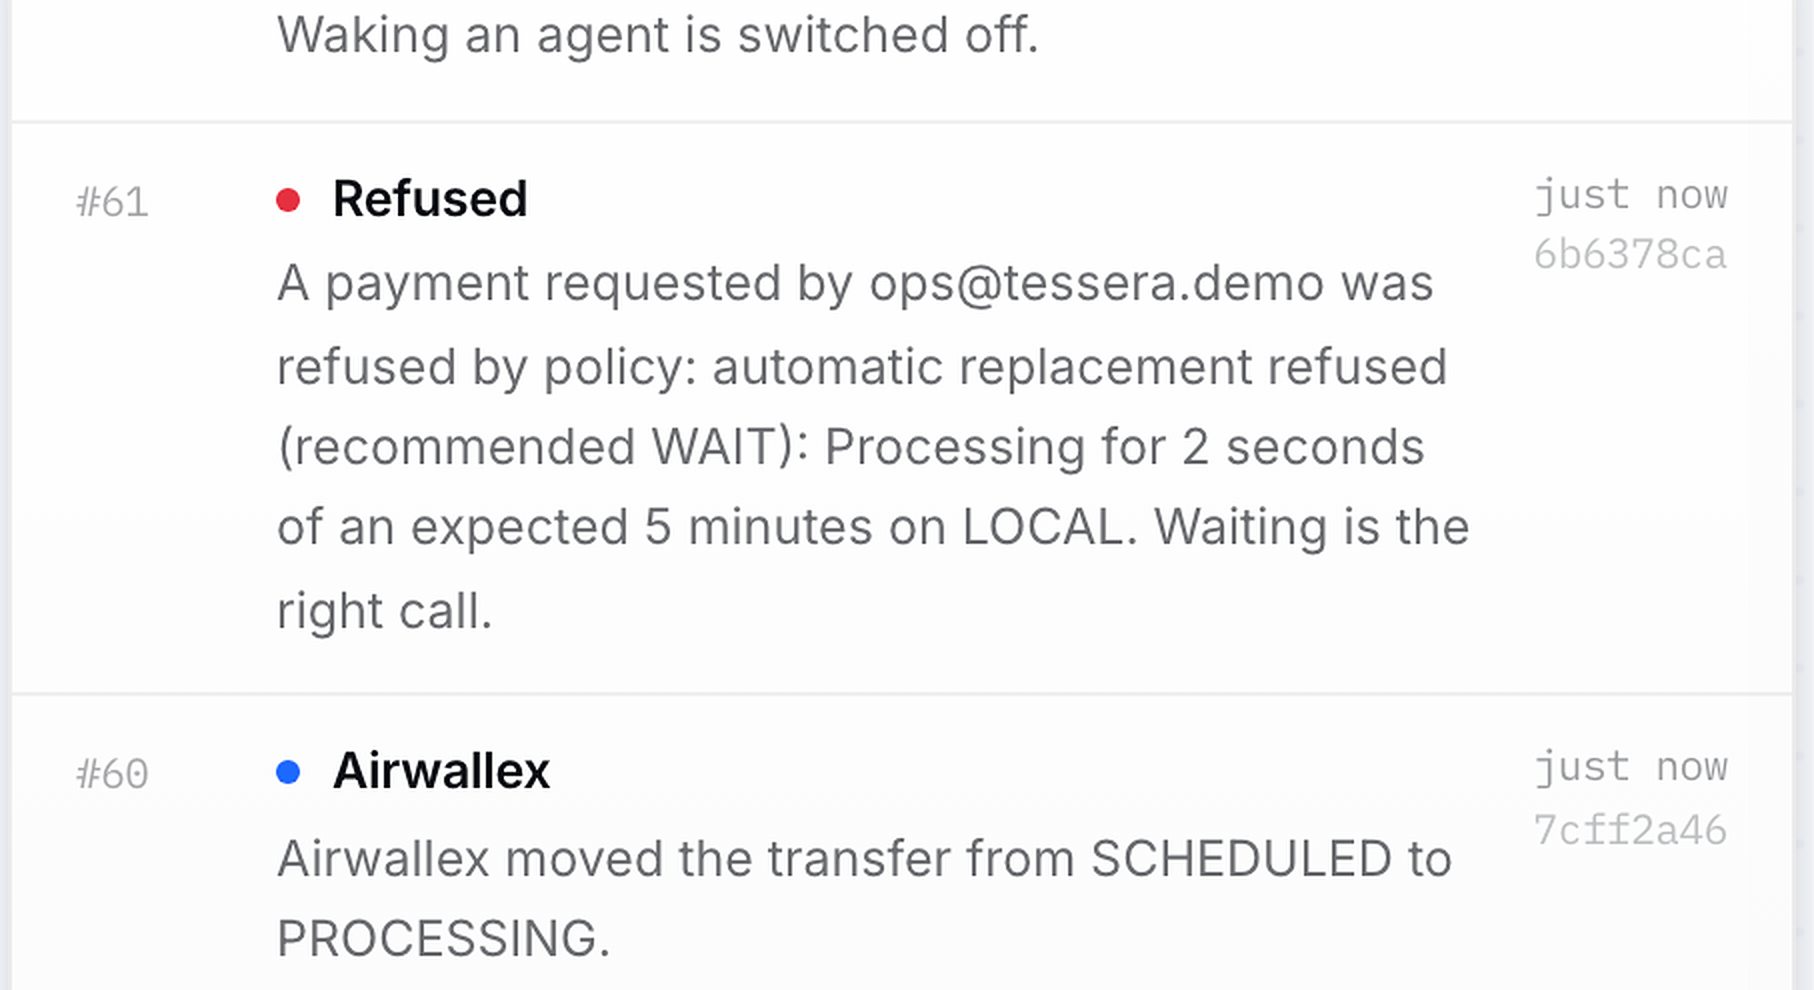 Waking an agent is switched off.
#61
Refused
just now
6b6378ca
A payment requested by ops@tessera.demo was
refused by policy: automatic replacement refused
(recommended WAIT): Processing for 2 seconds
of an expected 5 minutes on LOCAL. Waiting is the
right call.
#60
Airwallex
just now
7cff2a46
Airwallex moved the transfer from SCHEDULED to
PROCESSING.